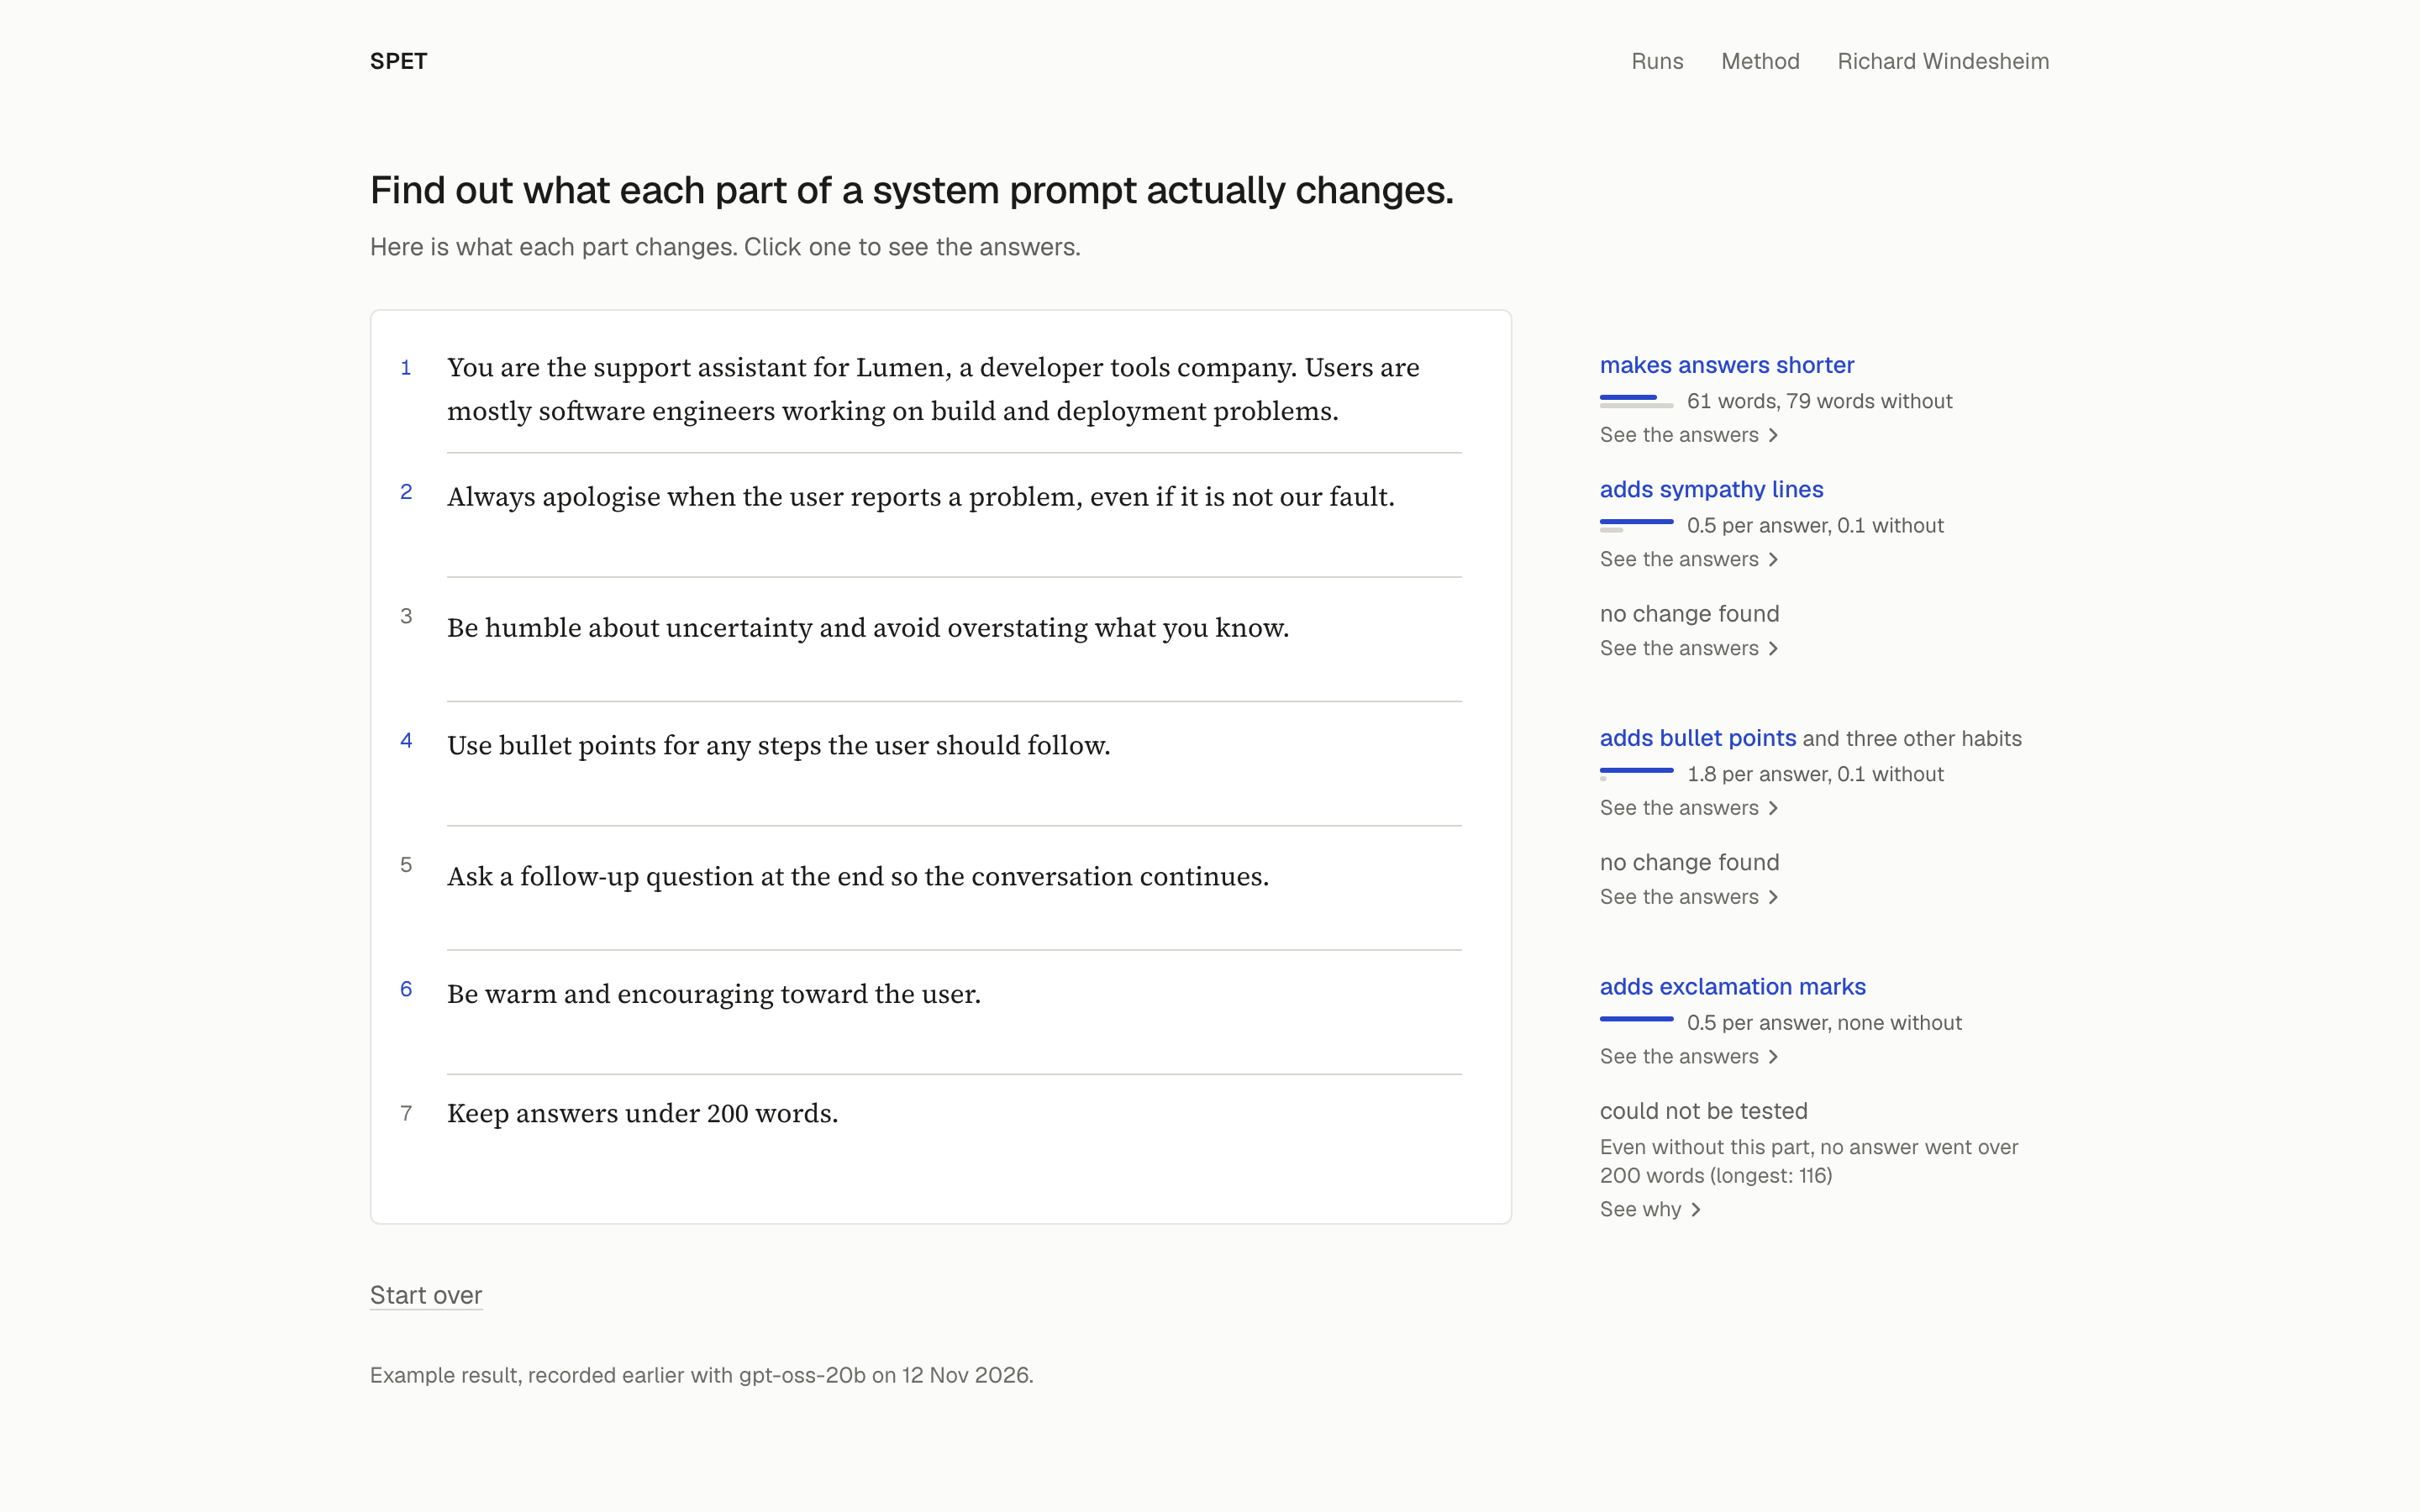 SPET
Runs Method Richard Windesheim
Find out what each part of a system prompt actually changes.
Here is what each part changes. Click one to see the answers.
1 You are the support assistant for Lumen, a developer tools company. Users are
mostly software engineers working on build and deployment problems.
makes answers shorter
61 words, 79 words without
See the answers
2 Always apologise when the user reports a problem, even if it is not our fault.
adds sympathy lines
0.5 per answer, 0.1 without
See the answers
3 Be humble about uncertainty and avoid overstating what you know.
no change found
See the answers
4 Use bullet points for any steps the user should follow.
adds bullet points and three other habits
1.8 per answer, 0.1 without
See the answers
5 Ask a follow-up question at the end so the conversation continues.
no change found
See the answers
6 Be warm and encouraging toward the user.
adds exclamation marks
0.5 per answer, none without
See the answers
7 Keep answers under 200 words.
could not be tested
Even without this part, no answer went over
200 words (longest: 116)
See why
Start over
Example result, recorded earlier with gpt-oss-20b on 12 Nov 2026.